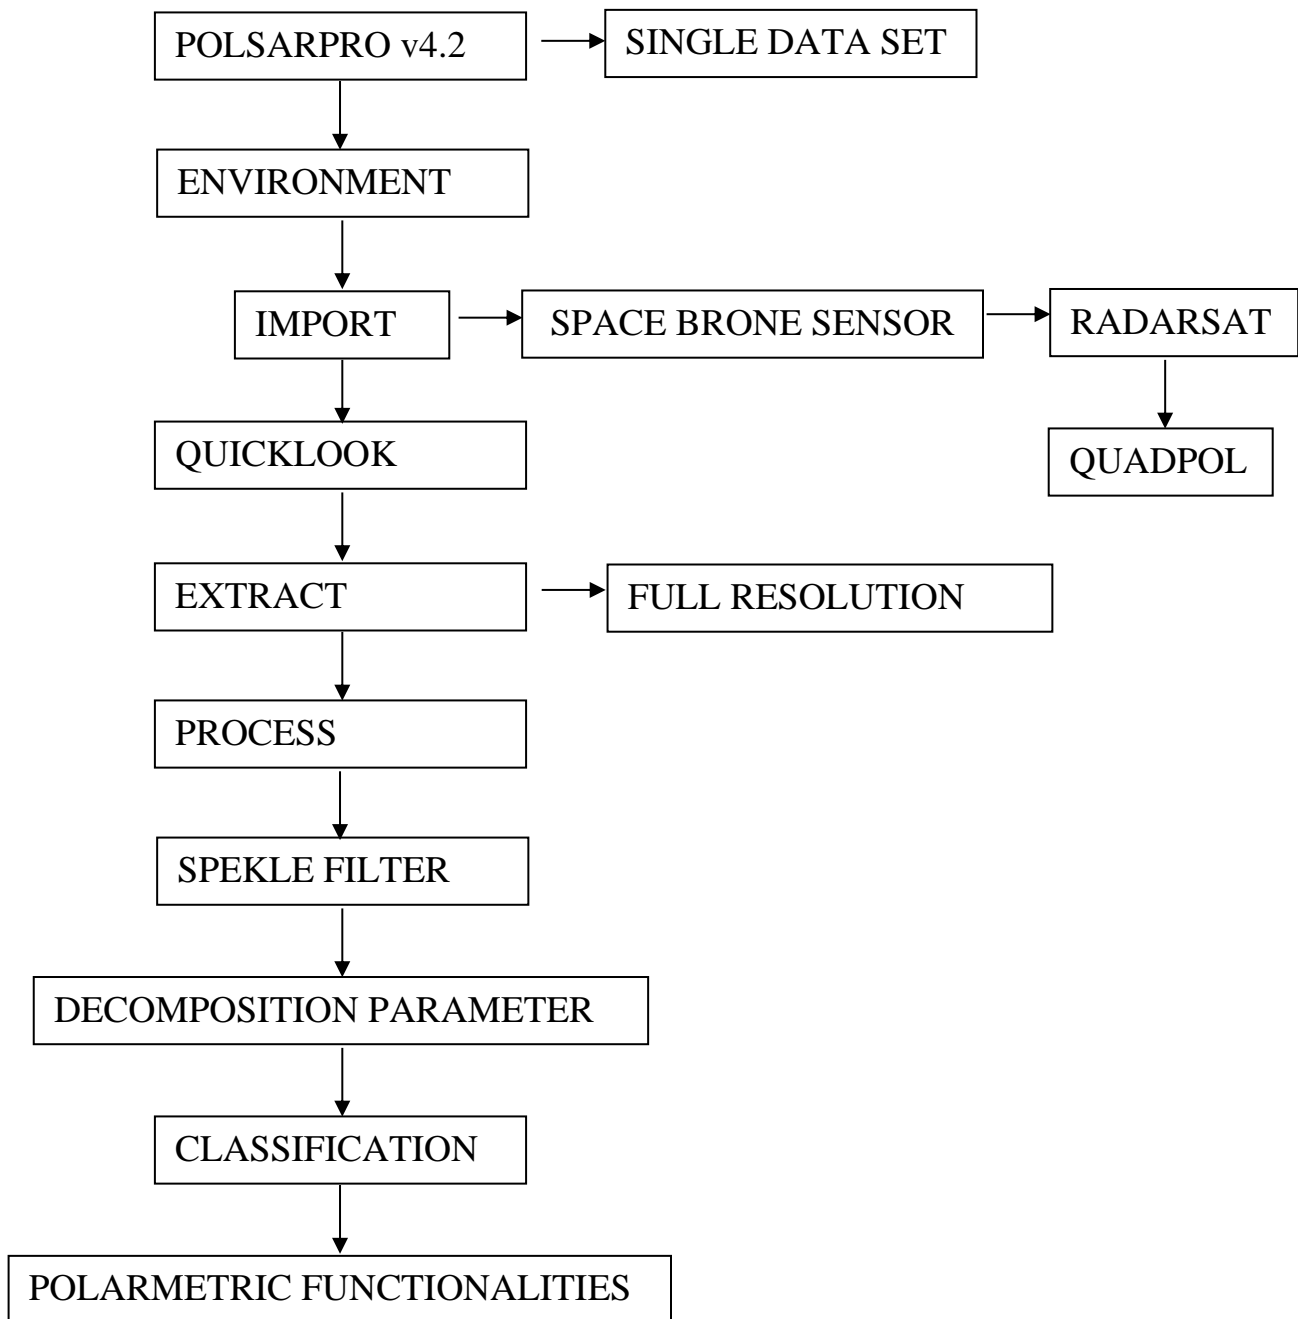 POLSARPRO v4.2
SINGLE DATA SET
ENVIRONMENT
IMPORT
SPACE BRONE SENSOR
RADARSAT
QUICKLOOK
QUADPOL
EXTRACT
FULL RESOLUTION
PROCESS
SPEKLE FILTER
DECOMPOSITION PARAMETER
CLASSIFICATION
POLARMETRIC FUNCTIONALITIES